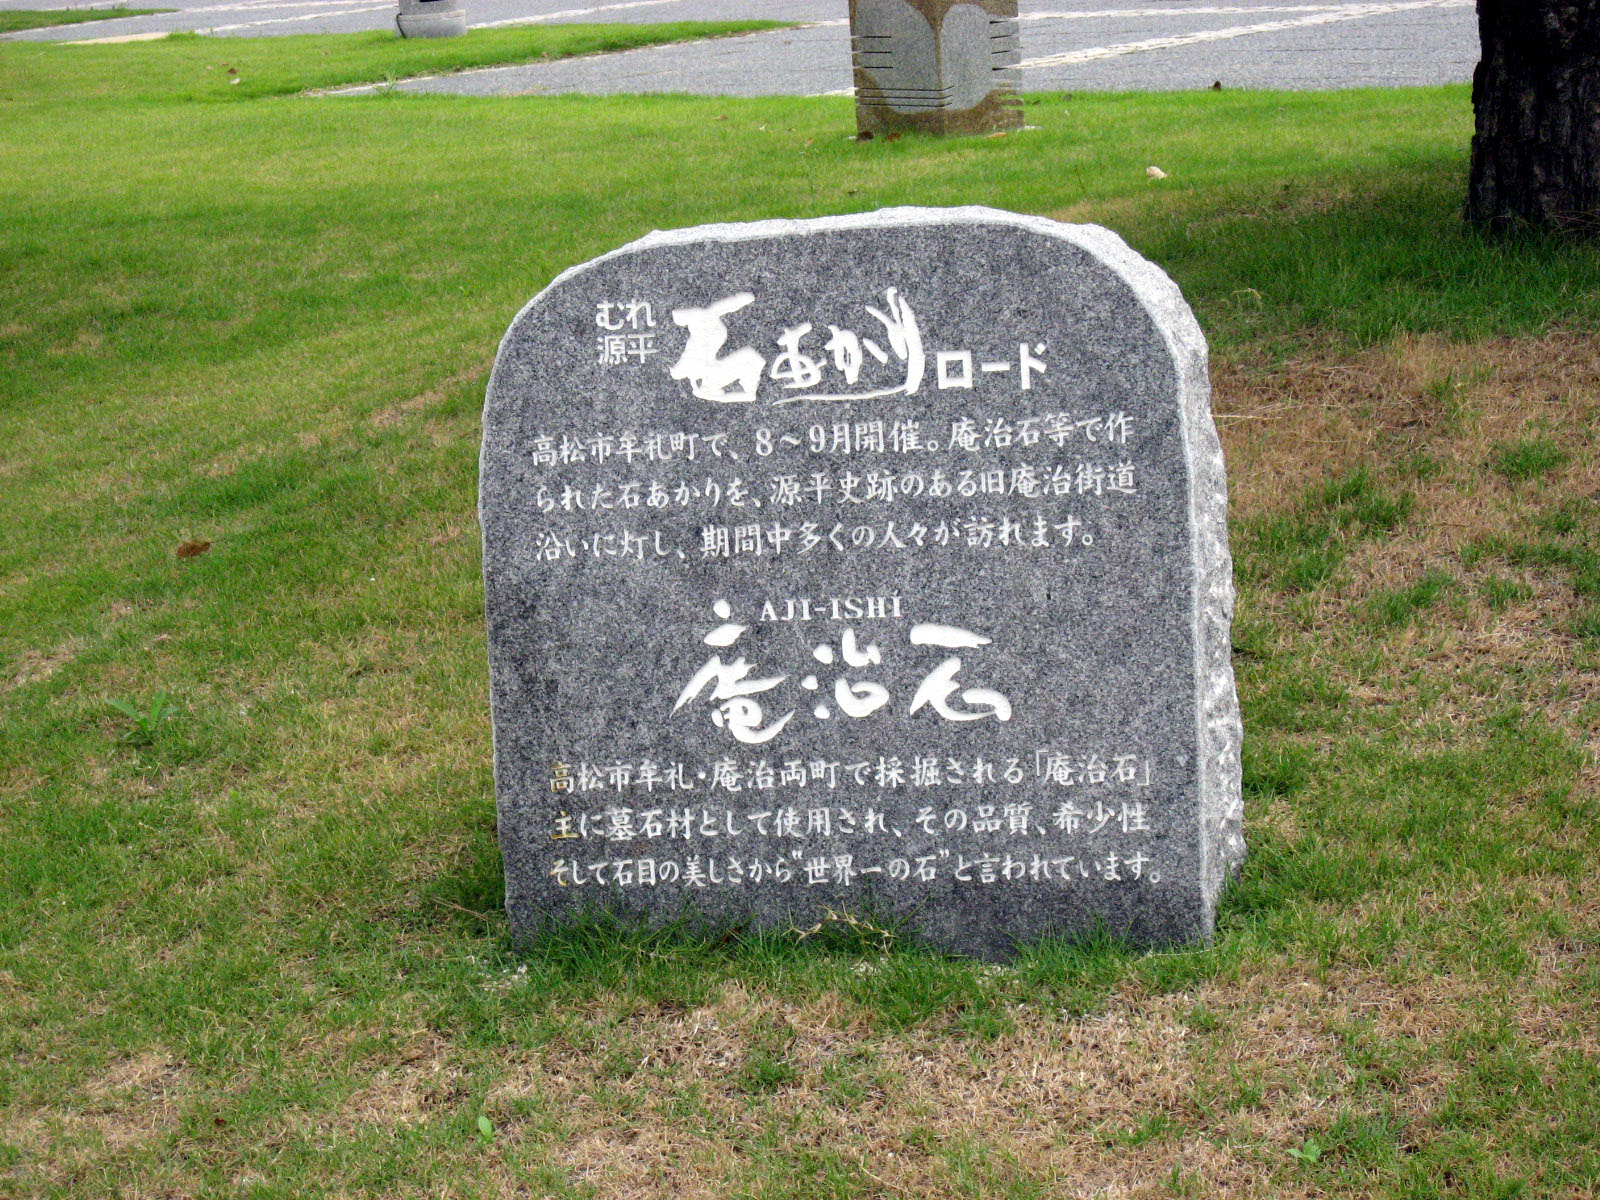 むれ
源平
石あかりロード
高松市牟礼町で、8～9月開催。庵治石等で作
られた石あかりを、源平史跡のある旧庵治街道
沿いに灯し、期間中多くの人々が訪れます。
AJI-ISHI
庵治石
高松市牟礼・庵治両町で採掘される「庵治石」
主に墓石材として使用され、その品質、希少性
そして石目の美しさから"世界一の石"と言われています。